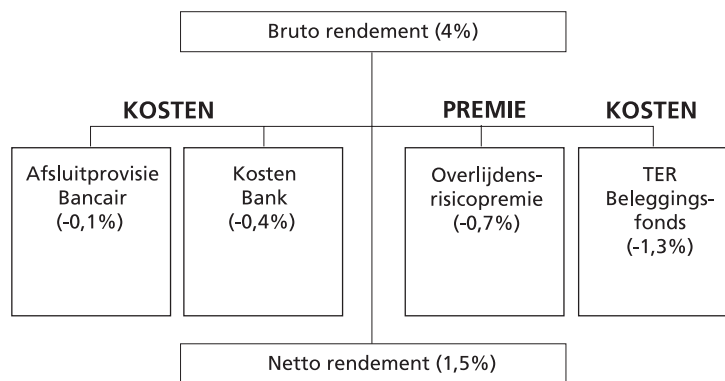 Bruto rendement (4%)
KOSTEN
PREMIE
KOSTEN
Afsluitprovisie
Bancair
(-0,1%)
Kosten
Bank
(-0,4%)
Overlijdens-
risicopremie
(-0,7%)
TER
Beleggings-
fonds
(-1,3%)
Netto rendement (1,5%)